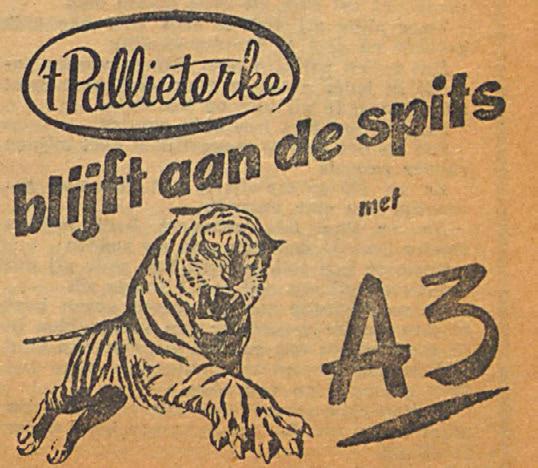 't Pallieterke
blijft aan de spits
met
A3